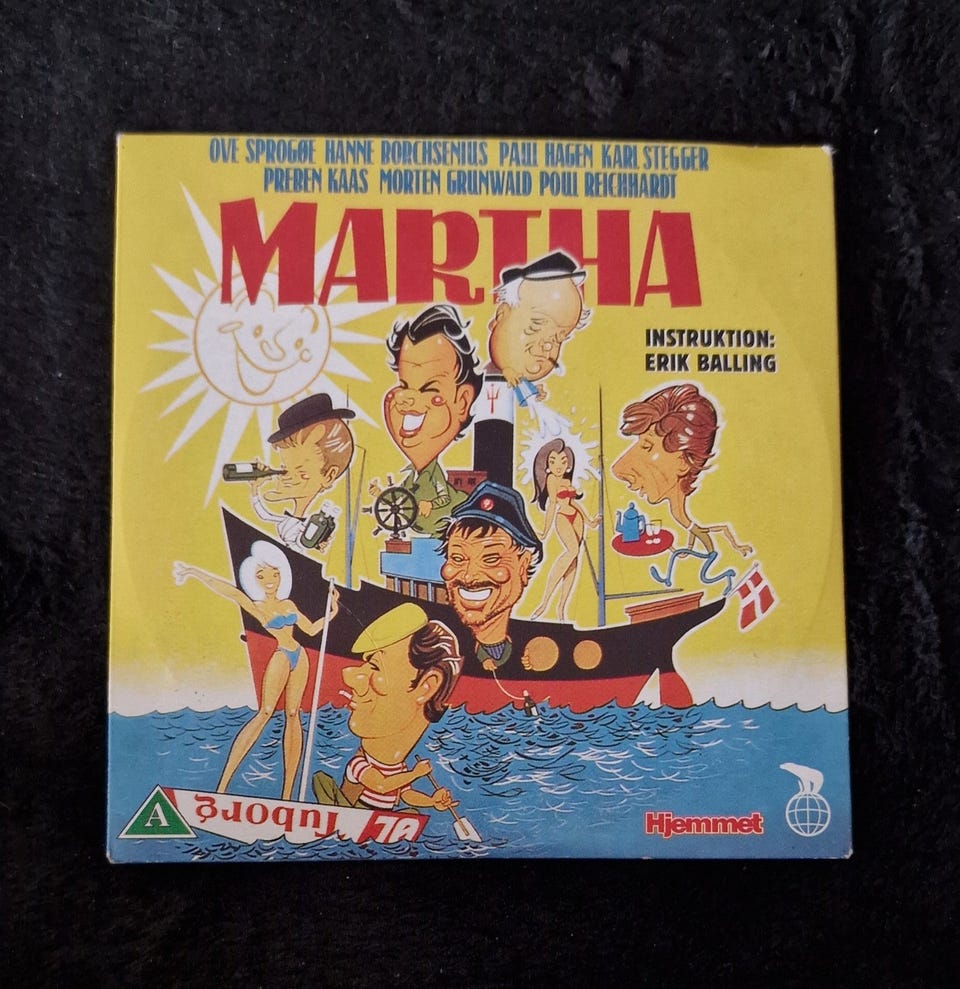 OVE SPROGØE HANNE BORCHSENIUS PAUL HAGEN KARL STEGGER
PREBEN KAAS MORTEN GRUNWALD POUL REICHHARDT
MARTHA
INSTRUKTION:
ERIK BALLING
A
Tuborg
ØL
Hjemmet